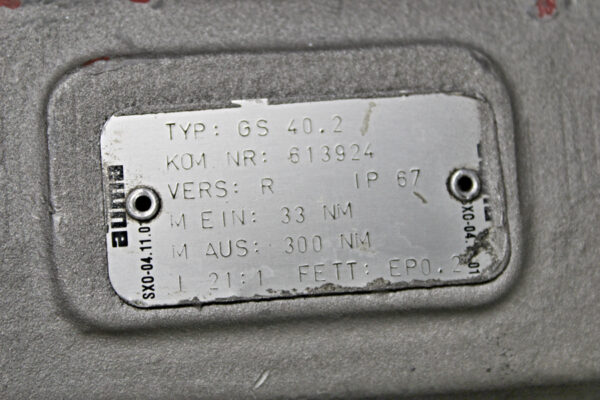 TYP: GS 40.2
KOM. NR: 613924
VERS: R IP 67
M EIN: 33 NM
M AUS: 300 NM
I 21:1 FETT: EP0.2
auma
SX0-04.11.01